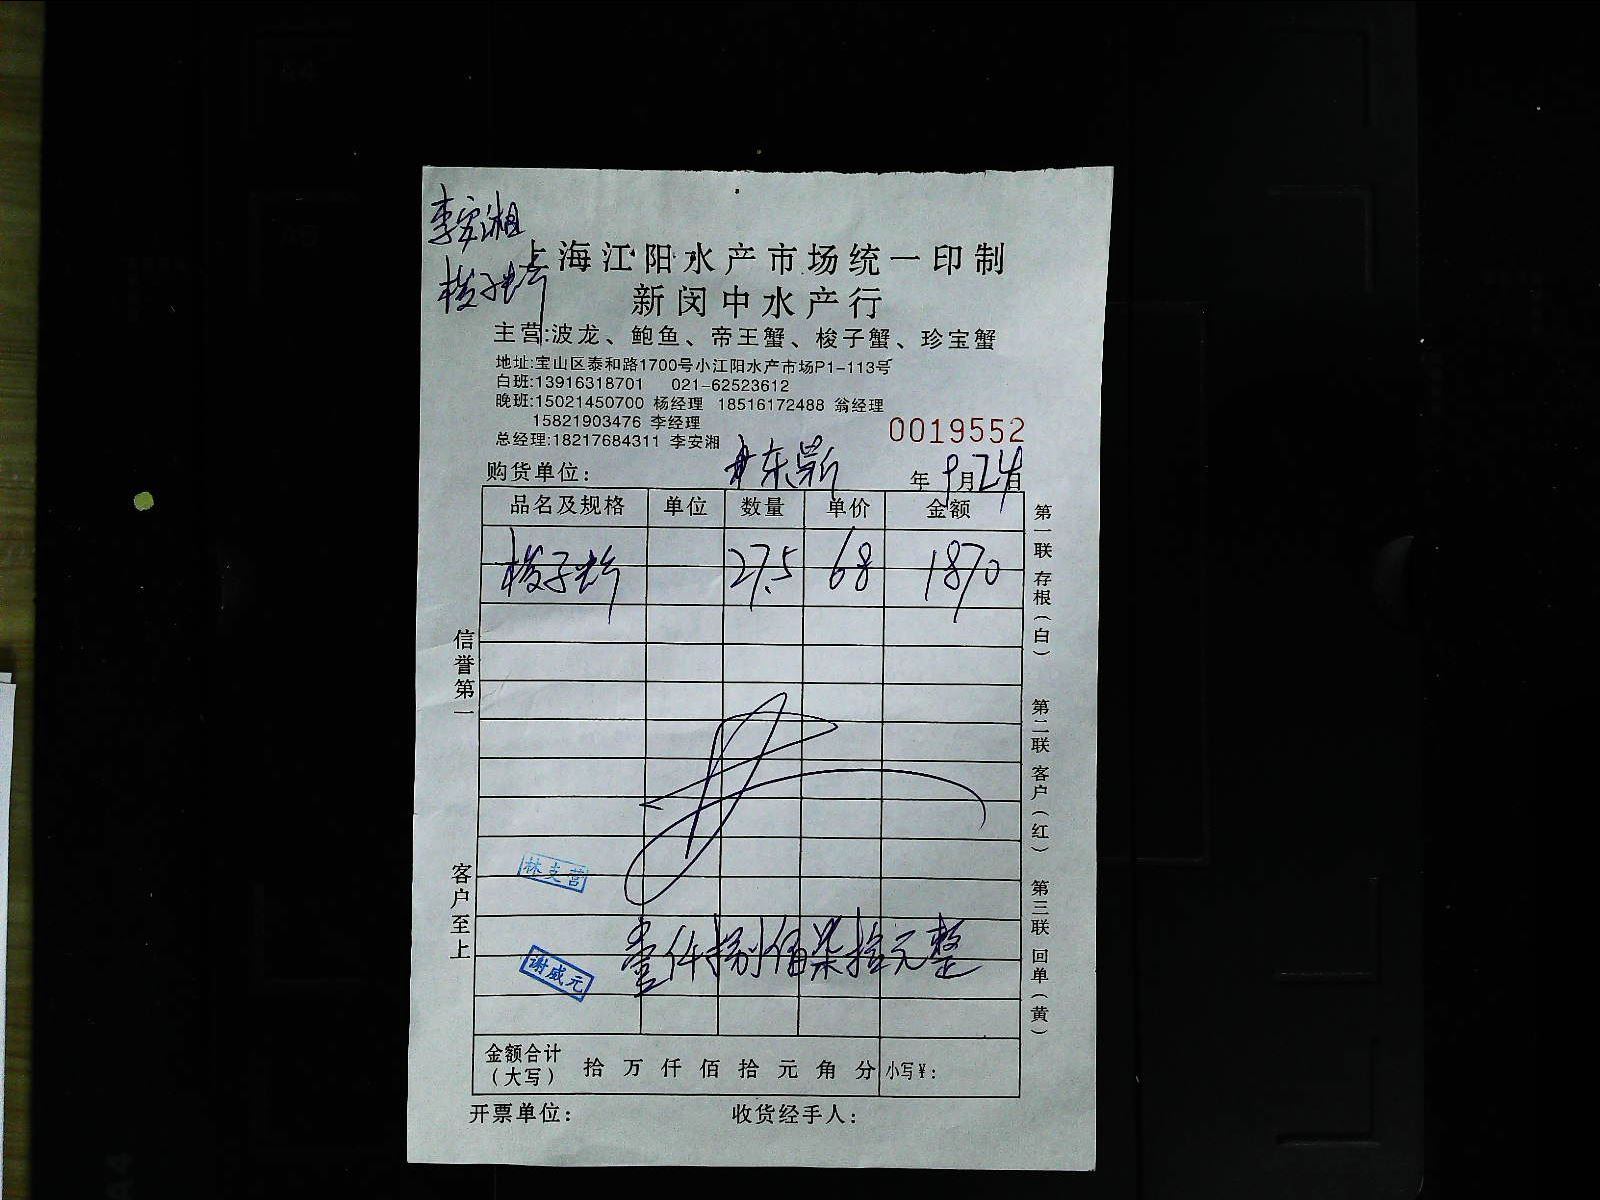 李安湘
梭子蟹
上海江阳水产市场统一印制
新闵中水产行
主营:波龙、鲍鱼、帝王蟹、梭子蟹、珍宝蟹
地址:宝山区泰和路1700号小江阳水产市场P1-113号
白班:13916318701 021-62523612
晚班:15021450700 杨经理 18516172488 翁经理
15821903476 李经理
总经理:18217684311 李安湘
0019552
购货单位:
年 9月24日
品名及规格 单位 数量 单价 金额
梭子蟹 27.5 68 1870
壹仟捌佰柒拾元整
林支营
谢威元
金额合计
(大写) 拾 万 仟 佰 拾 元 角 分 小写¥:
开票单位: 收货经手人:
信誉第一
客户至上
第一联 存根(白)
第二联 客户(红)
第三联 回单(黄)
A4